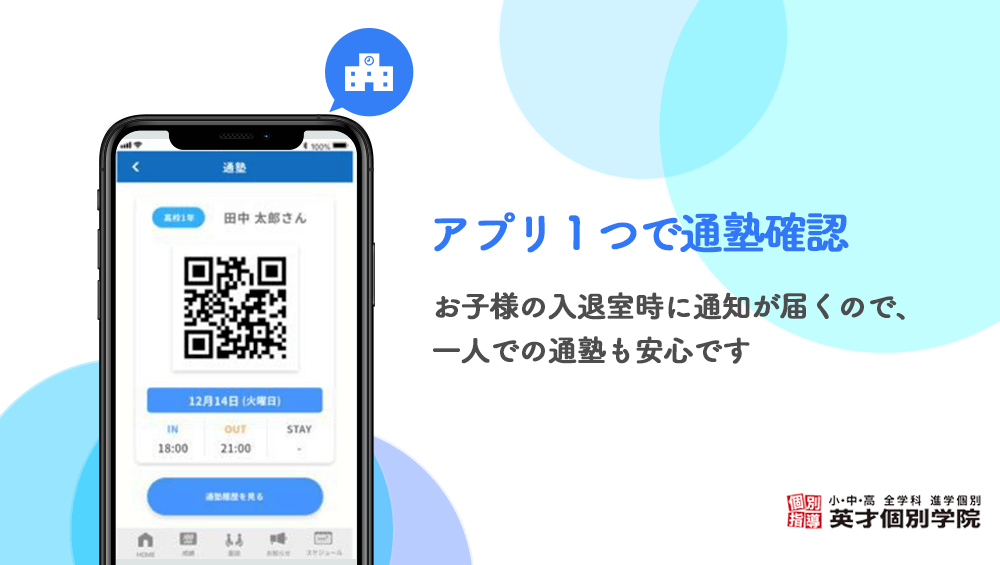 100%
通塾
高校1年
田中 太郎さん
12月14日 (火曜日)
IN
OUT
STAY
18:00
21:00
-
通塾履歴を見る
HOME
成績
面談
お知らせ
スケジュール
アプリ1つで通塾確認
お子様の入退室時に通知が届くので、
一人での通塾も安心です
個別指導
小・中・高 全学科 進学個別
英才個別学院